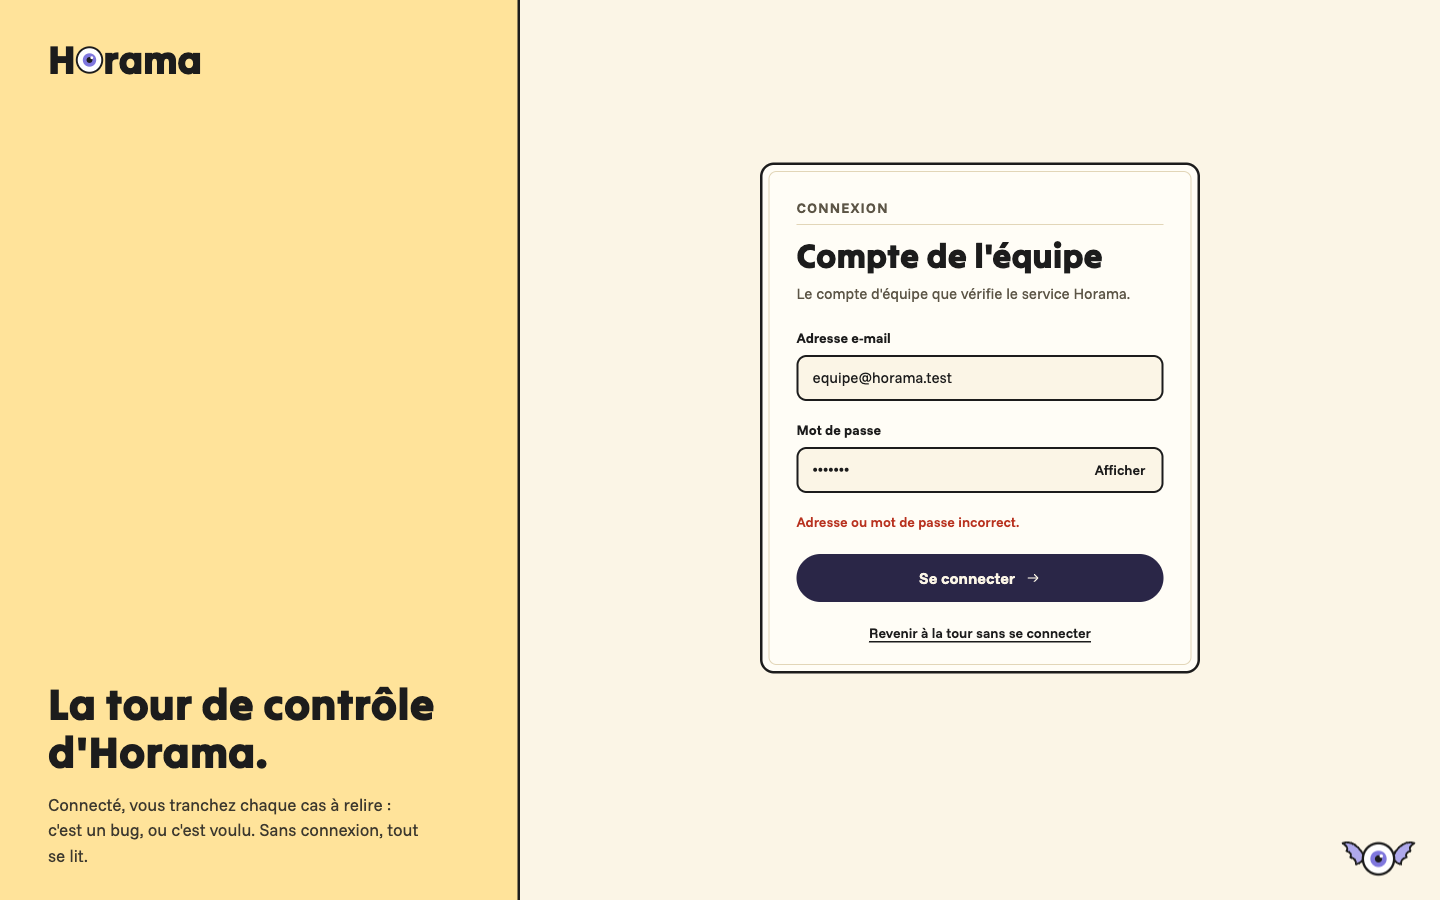 Horama
La tour de contrôle
d'Horama.
Connecté, vous tranchez chaque cas à relire :
c'est un bug, ou c'est voulu. Sans connexion, tout
se lit.
CONNEXION
Compte de l'équipe
Le compte d'équipe que vérifie le service Horama.
Adresse e-mail
equipe@horama.test
Mot de passe
•••••••
Afficher
Adresse ou mot de passe incorrect.
Se connecter →
Revenir à la tour sans se connecter